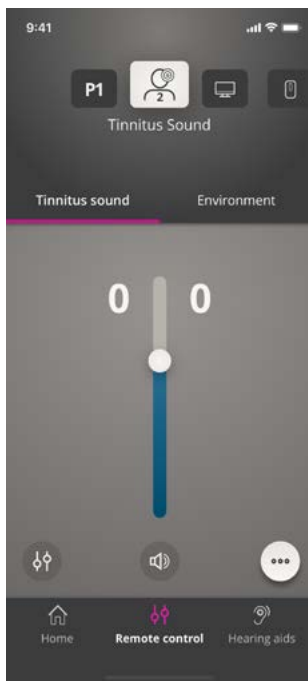 9:41
P1
2
Tinnitus Sound
Tinnitus sound Environment
0 0
Home Remote control Hearing aids